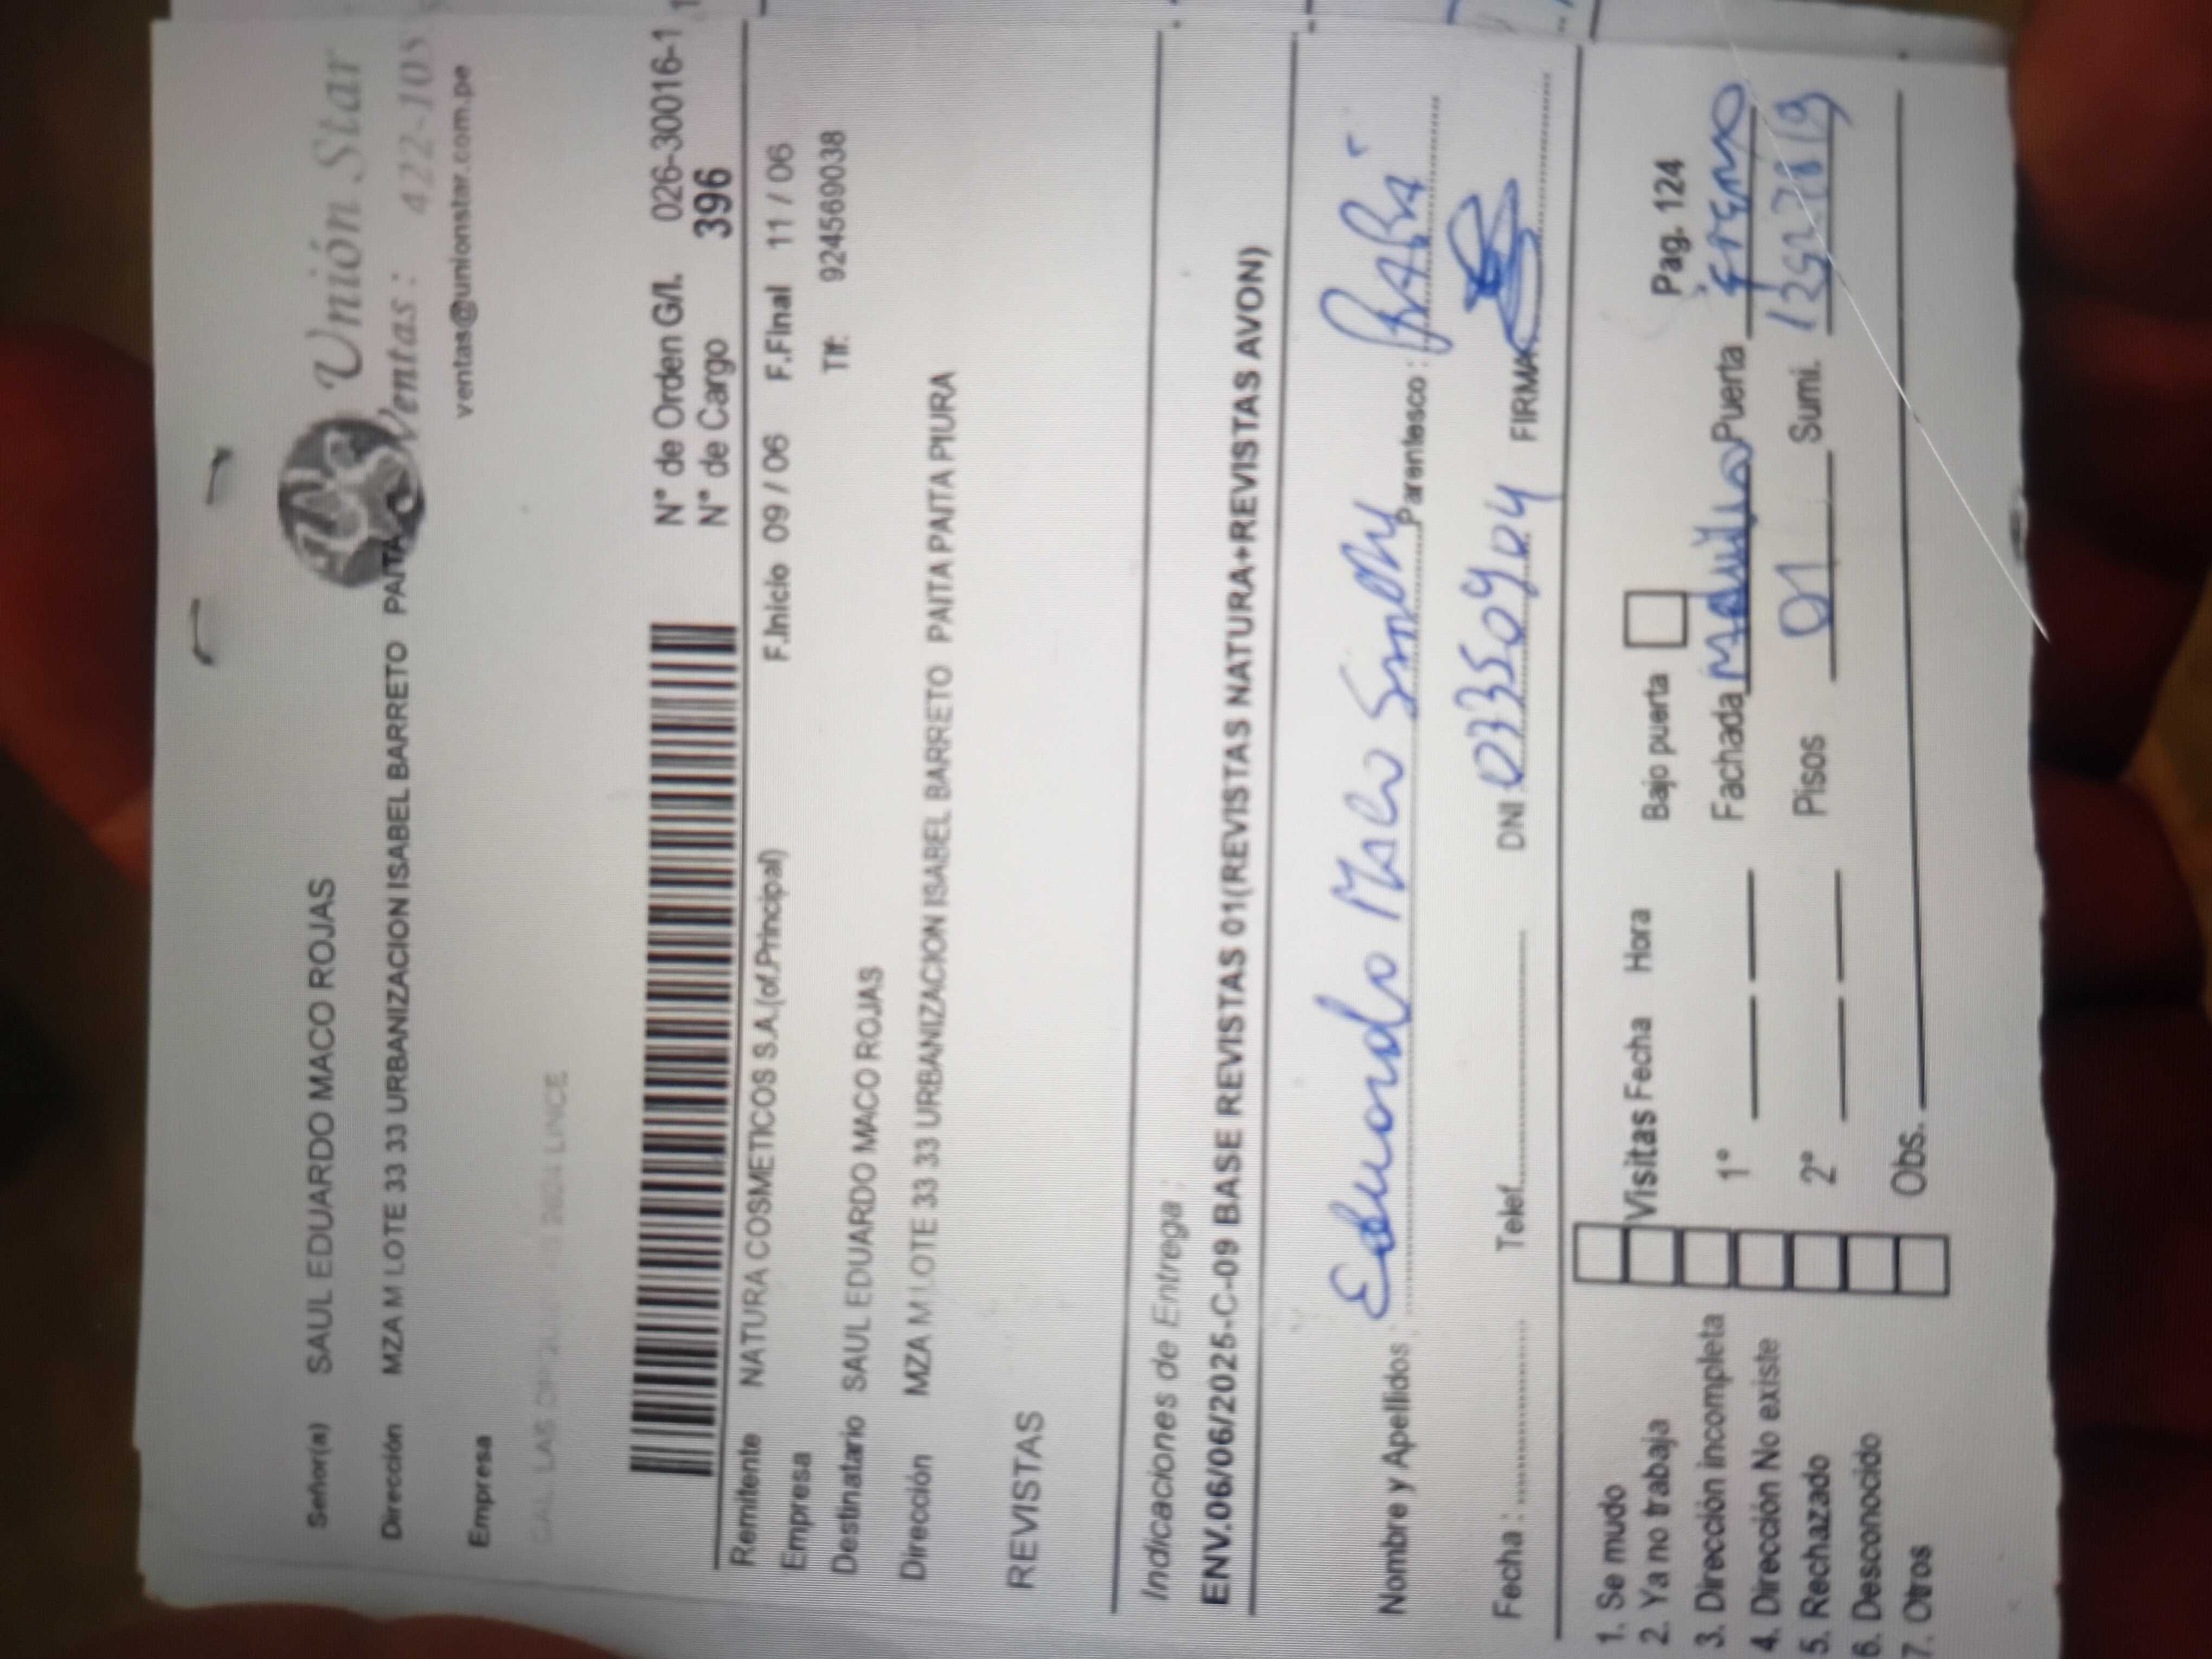 Unión Star
Señor(a) SAUL EDUARDO MACO ROJAS
Ventas: 422-103
Dirección MZA M LOTE 33 33 URBANIZACION ISABEL BARRETO PAITA
ventas@unionstar.com.pe
Empresa
LINCE
N° de Orden G/I. 026-30016-1
N° de Cargo 396
Remitente NATURA COSMETICOS S.A.(of.Principal) F.Inicio 09 / 06 F.Final 11 / 06
Empresa Tlf: 924569038
Destinatario SAUL EDUARDO MACO ROJAS
Dirección MZA M LOTE 33 33 URBANIZACION ISABEL BARRETO PAITA PAITA PIURA
REVISTAS
Indicaciones de Entrega :
ENV.06/06/2025-C-09 BASE REVISTAS 01(REVISTAS NATURA+REVISTAS AVON)
Nombre y Apellidos Edmundo Maco Parentesco :
Fecha : Telef. DNI 03350904 FIRMA
1. Se mudo Visitas Fecha Hora Bajo puerta Pag. 124
2. Ya no trabaja
3. Dirección incompleta 1° Fachada Puerta
4. Dirección No existe
5. Rechazado 2° Pisos 01 Sumi.
6. Desconocido
7. Otros Obs.